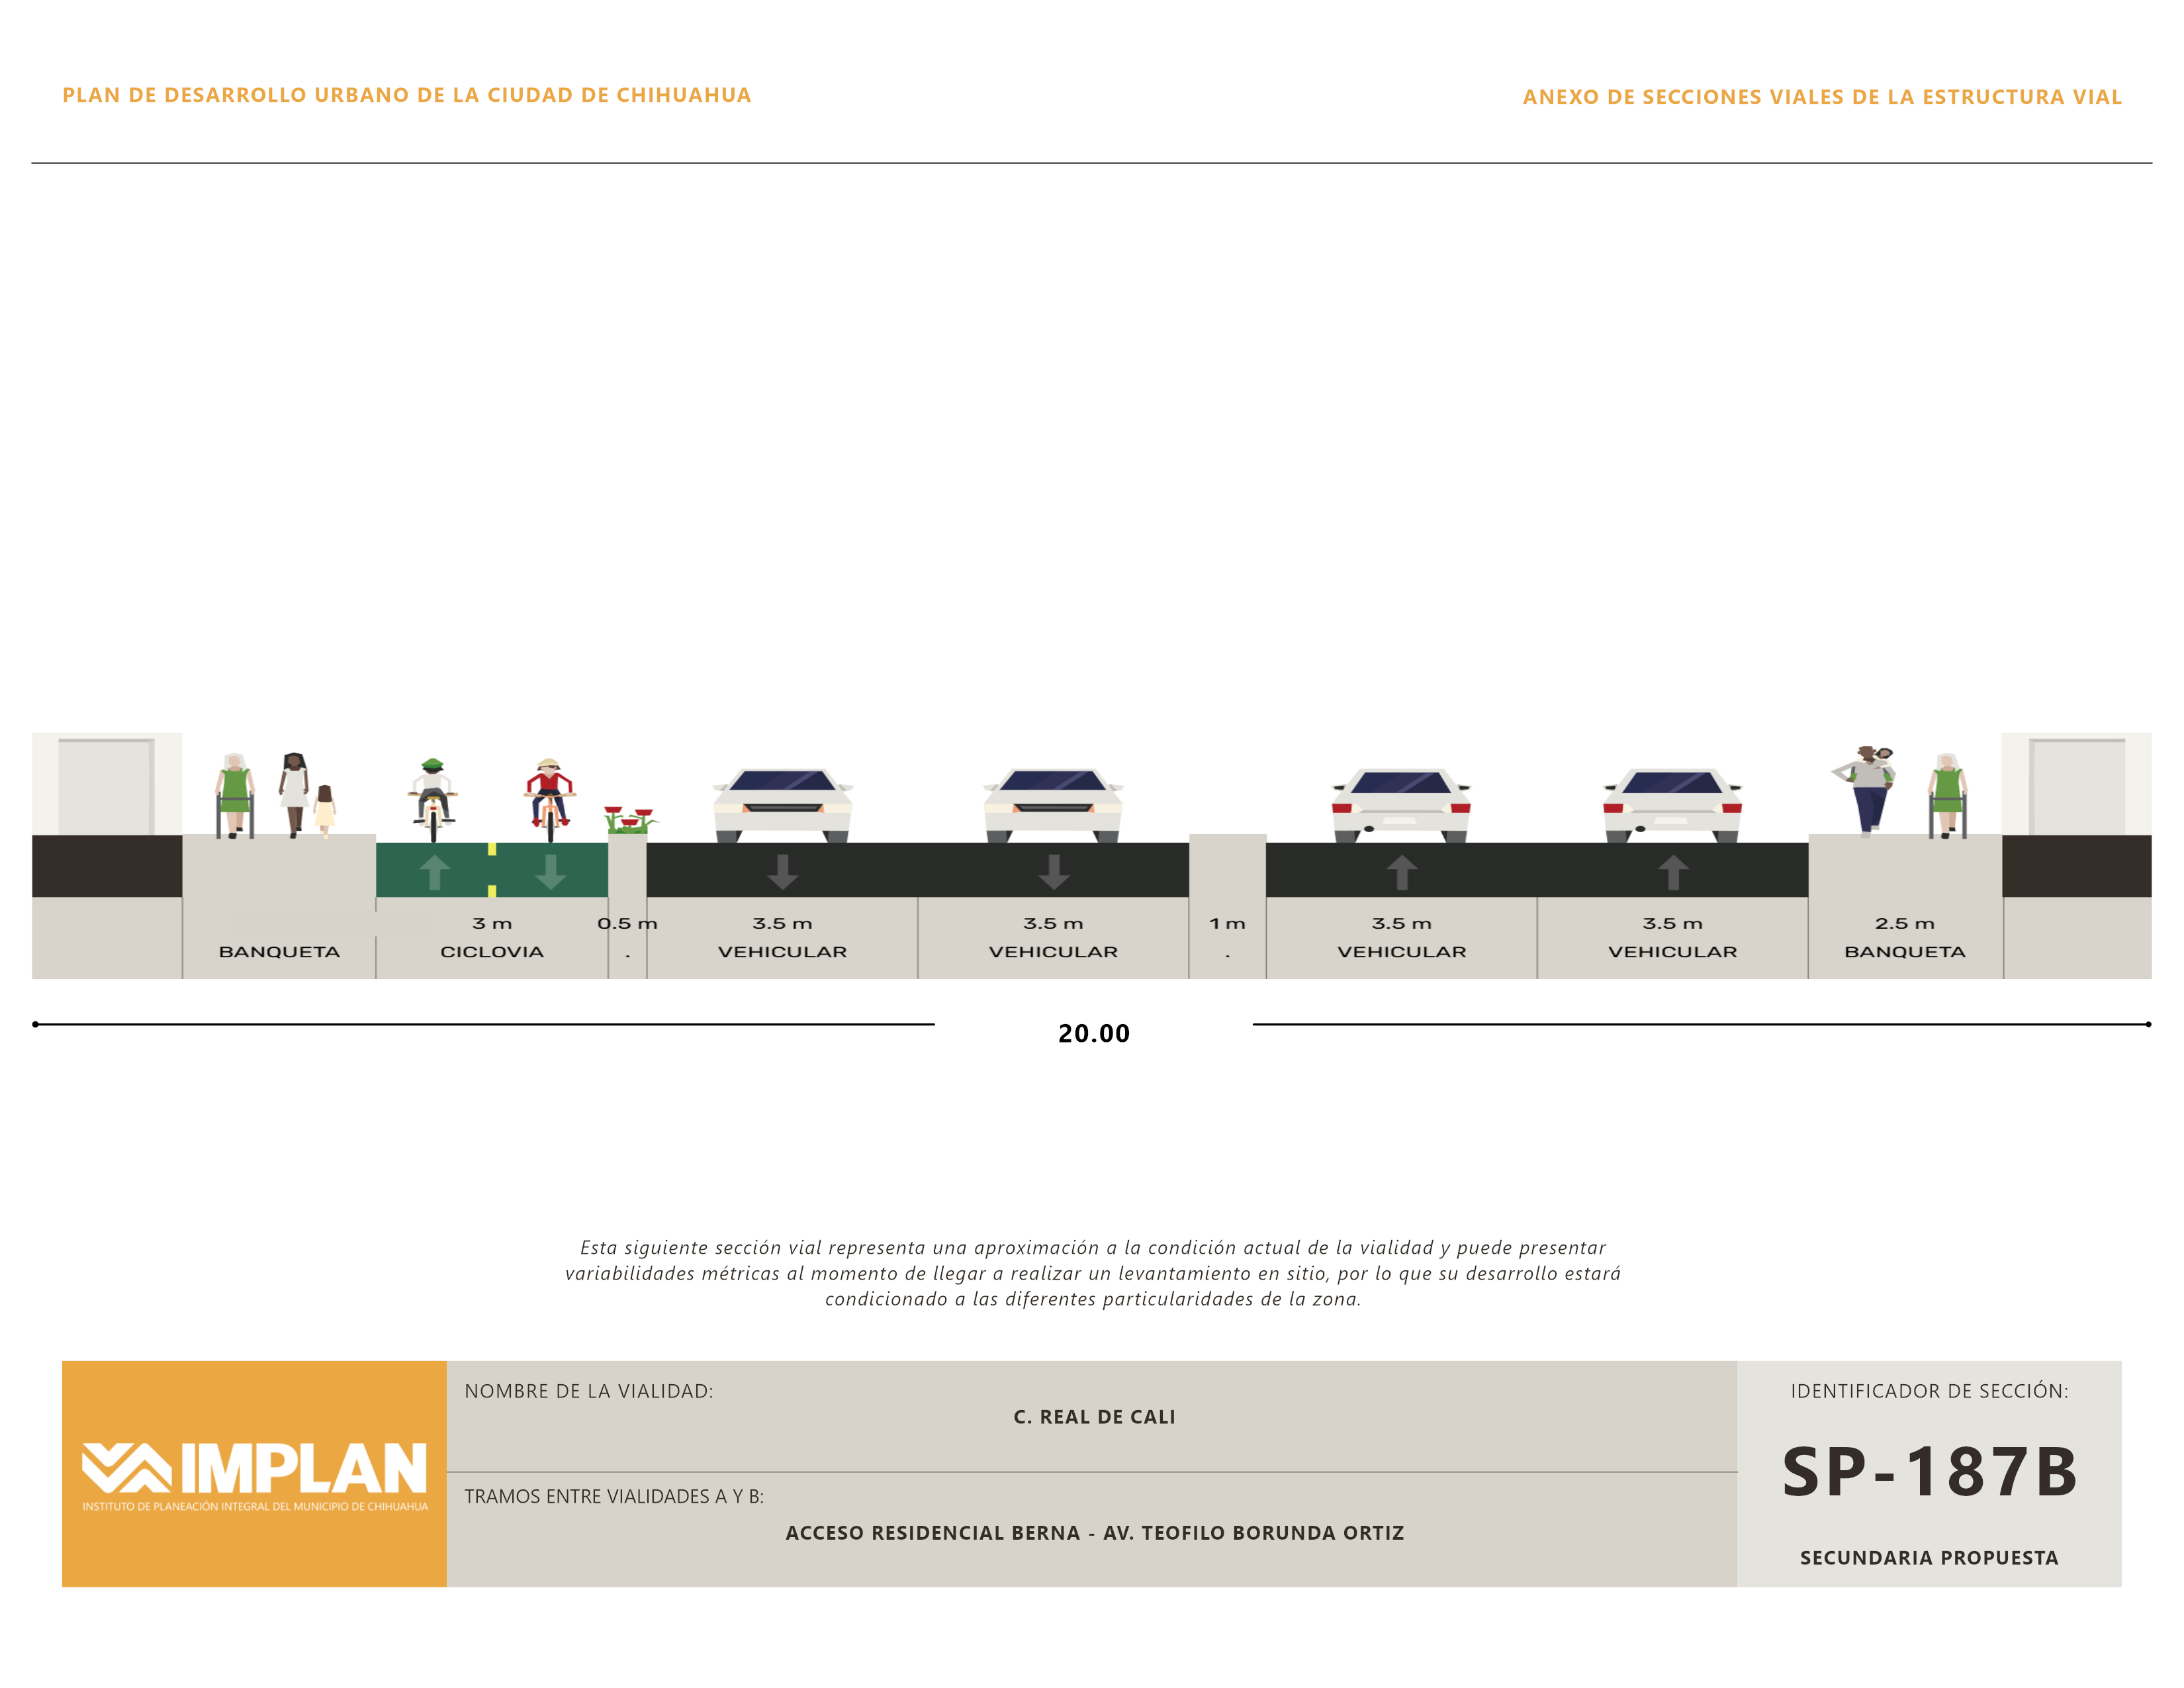 PLAN DE DESARROLLO URBANO DE LA CIUDAD DE CHIHUAHUA
ANEXO DE SECCIONES VIALES DE LA ESTRUCTURA VIAL
3 m 0.5 m 3.5 m 3.5 m 1 m 3.5 m 3.5 m 2.5 m
BANQUETA CICLOVIA . VEHICULAR VEHICULAR . VEHICULAR VEHICULAR BANQUETA
20.00
Esta siguiente sección vial representa una aproximación a la condición actual de la vialidad y puede presentar
variabilidades métricas al momento de llegar a realizar un levantamiento en sitio, por lo que su desarrollo estará
condicionado a las diferentes particularidades de la zona.
IMPLAN
INSTITUTO DE PLANEACIÓN INTEGRAL DEL MUNICIPIO DE CHIHUAHUA
NOMBRE DE LA VIALIDAD:
C. REAL DE CALI
TRAMOS ENTRE VIALIDADES A Y B:
ACCESO RESIDENCIAL BERNA - AV. TEOFILO BORUNDA ORTIZ
IDENTIFICADOR DE SECCIÓN:
SP-187B
SECUNDARIA PROPUESTA